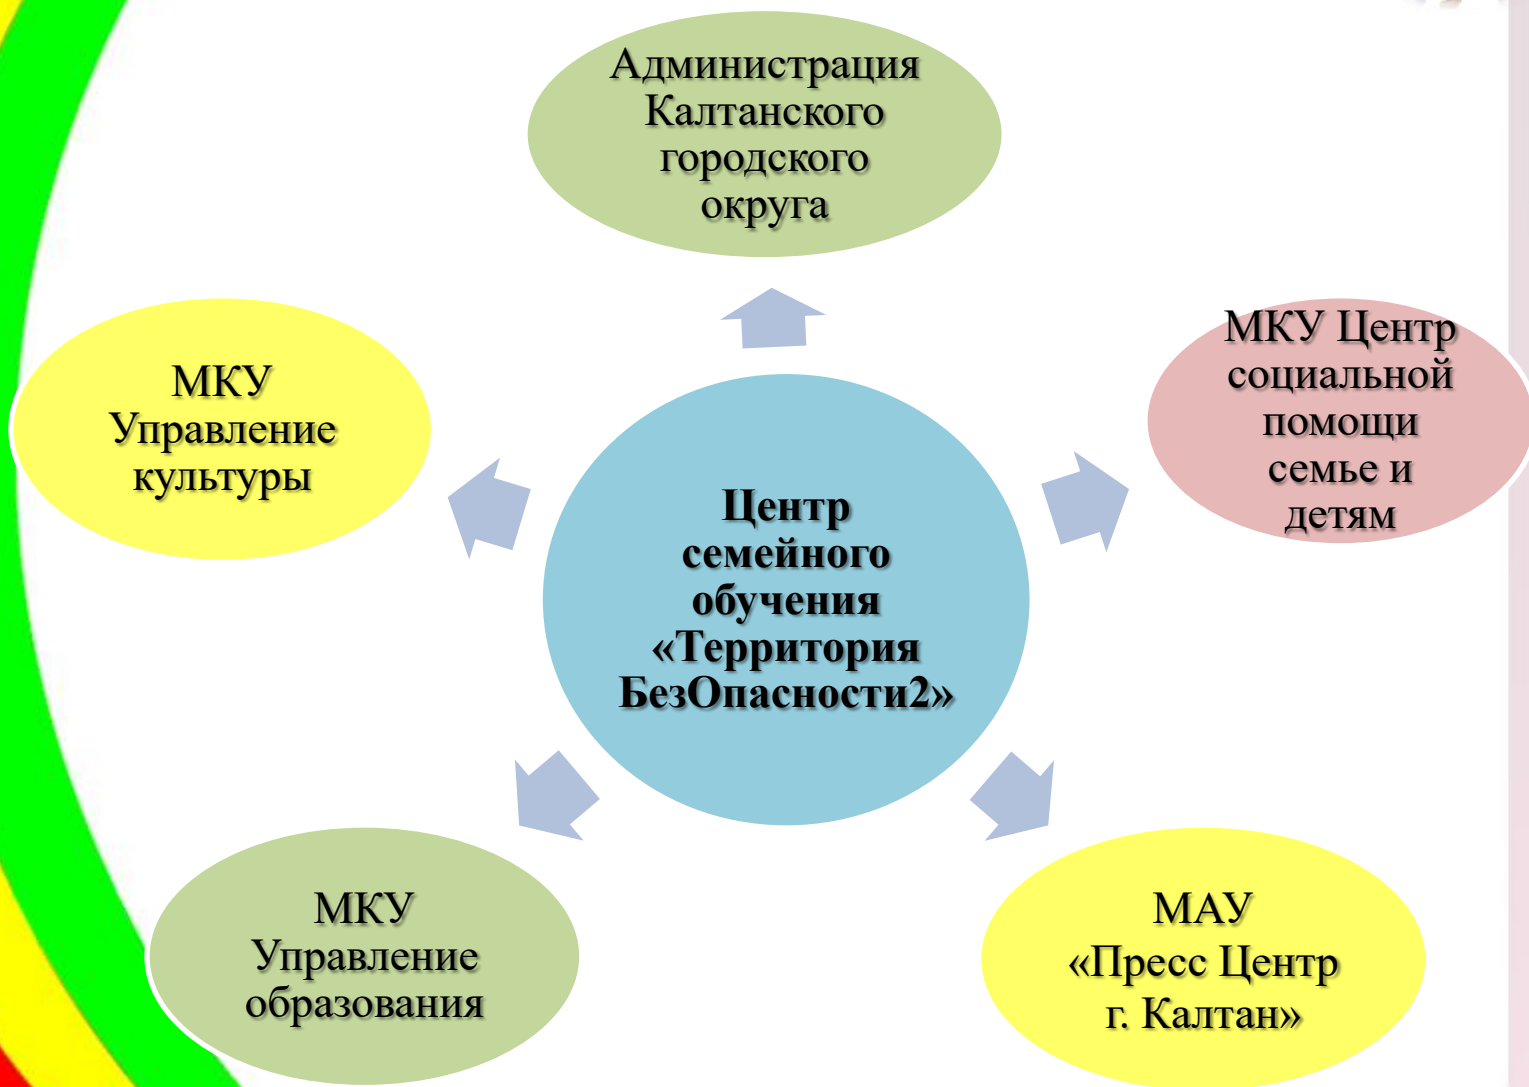 Администрация
Калтанского
городского
округа
МКУ
Управление
культуры
МКУ Центр
социальной
помощи
семье и
детям
Центр
семейного
обучения
«Территория
БезОпасности2»
МКУ
Управление
образования
МАУ
«Пресс Центр
г. Калтан»